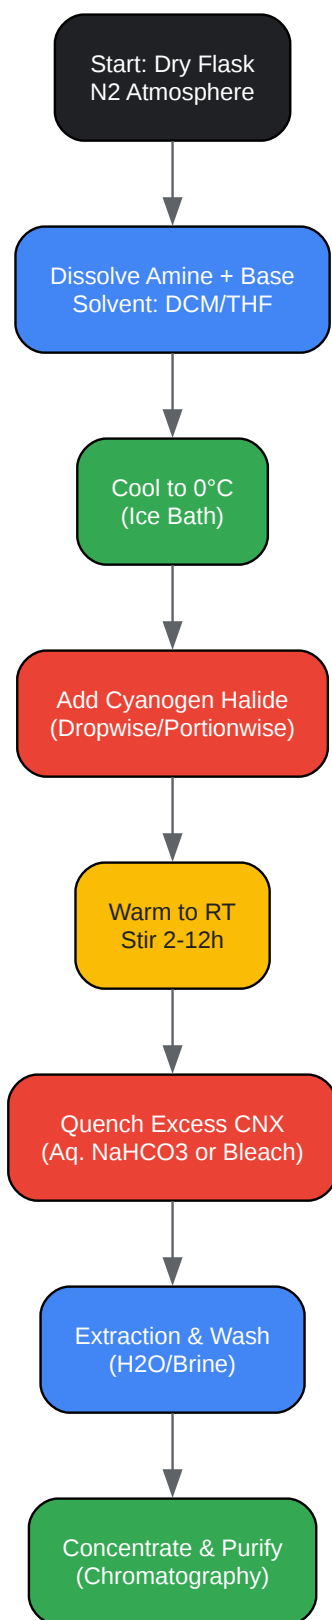 Start: Dry Flask
N2 Atmosphere
Dissolve Amine + Base
Solvent: DCM/THF
Cool to 0°C
(Ice Bath)
Add Cyanogen Halide
(Dropwise/Portionwise)
Warm to RT
Stir 2-12h
Quench Excess CNX
(Aq. NaHCO3 or Bleach)
Extraction & Wash
(H2O/Brine)
Concentrate & Purify
(Chromatography)